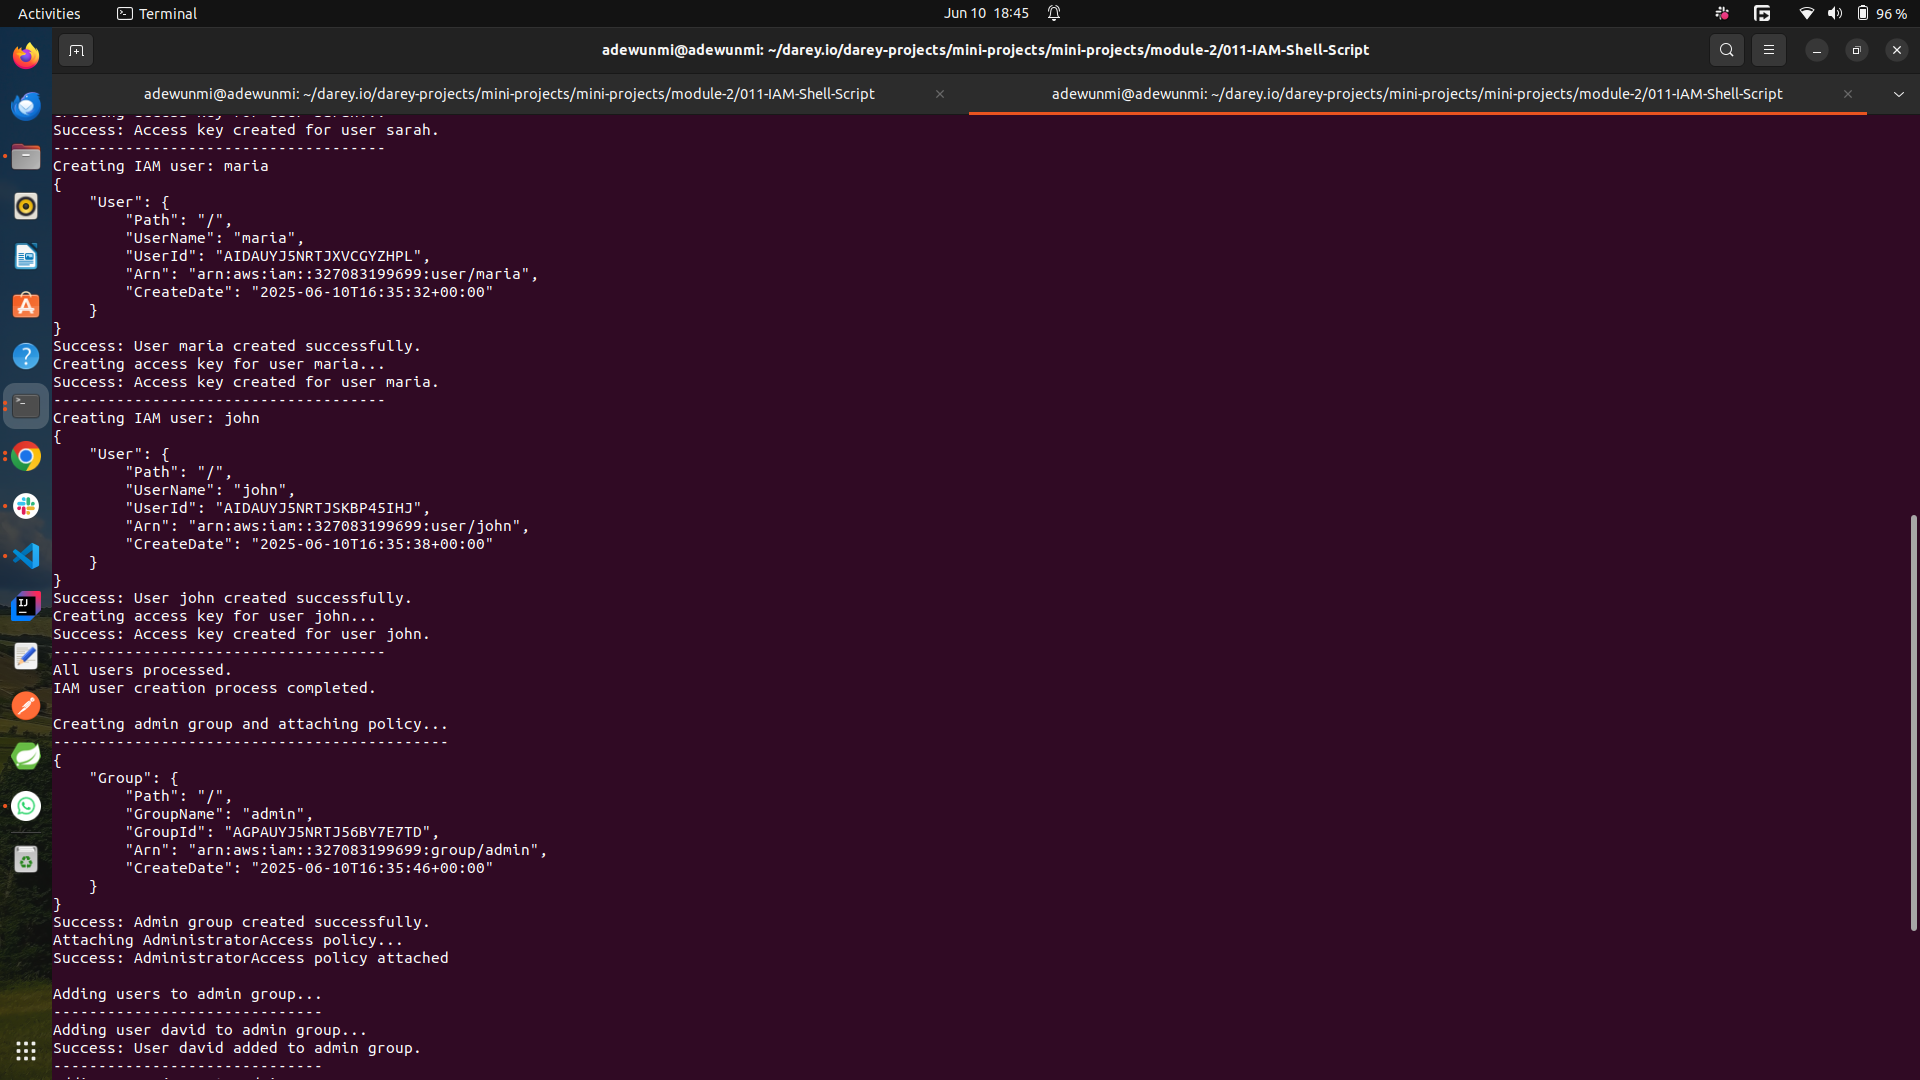 Activities
Terminal
Jun 10 18:45
96 %
adewunmi@adewunmi: ~/darey.io/darey-projects/mini-projects/mini-projects/module-2/011-IAM-Shell-Script
adewunmi@adewunmi: ~/darey.io/darey-projects/mini-projects/mini-projects/module-2/011-IAM-Shell-Script
adewunmi@adewunmi: ~/darey.io/darey-projects/mini-projects/mini-projects/module-2/011-IAM-Shell-Script
Success: Access key created for user sarah.
-------------------------------------
Creating IAM user: maria
{
    "User": {
        "Path": "/",
        "UserName": "maria",
        "UserId": "AIDAUYJ5NRTJXVCGYZHPL",
        "Arn": "arn:aws:iam::327083199699:user/maria",
        "CreateDate": "2025-06-10T16:35:32+00:00"
    }
}
Success: User maria created successfully.
Creating access key for user maria...
Success: Access key created for user maria.
-------------------------------------
Creating IAM user: john
{
    "User": {
        "Path": "/",
        "UserName": "john",
        "UserId": "AIDAUYJ5NRTJSKBP45IHJ",
        "Arn": "arn:aws:iam::327083199699:user/john",
        "CreateDate": "2025-06-10T16:35:38+00:00"
    }
}
Success: User john created successfully.
Creating access key for user john...
Success: Access key created for user john.
-------------------------------------
All users processed.
IAM user creation process completed.

Creating admin group and attaching policy...
--------------------------------------------
{
    "Group": {
        "Path": "/",
        "GroupName": "admin",
        "GroupId": "AGPAUYJ5NRTJ56BY7E7TD",
        "Arn": "arn:aws:iam::327083199699:group/admin",
        "CreateDate": "2025-06-10T16:35:46+00:00"
    }
}
Success: Admin group created successfully.
Attaching AdministratorAccess policy...
Success: AdministratorAccess policy attached

Adding users to admin group...
------------------------------
Adding user david to admin group...
Success: User david added to admin group.
------------------------------